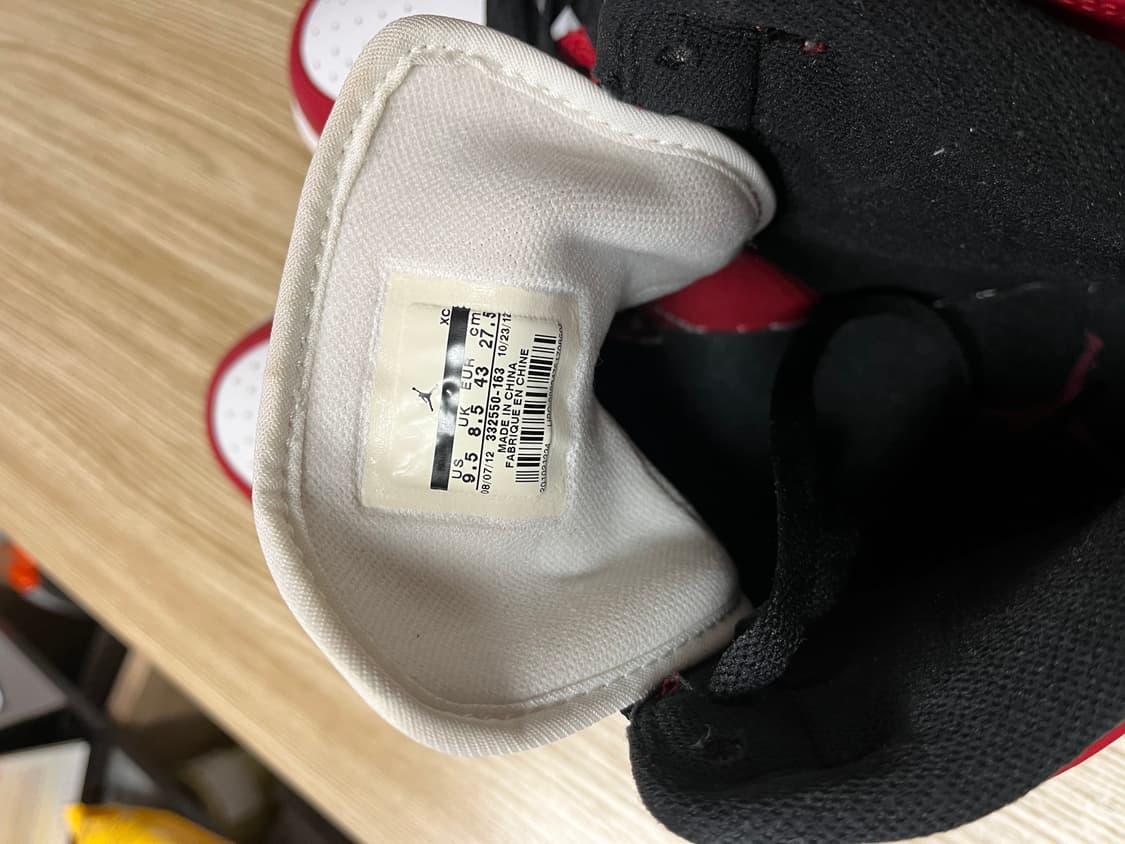 XC
US UK EUR cm
9.5 8.5 43 27.5
08/07/12 332550-163 10/23/12
MADE IN CHINA
FABRIQUE EN CHINE